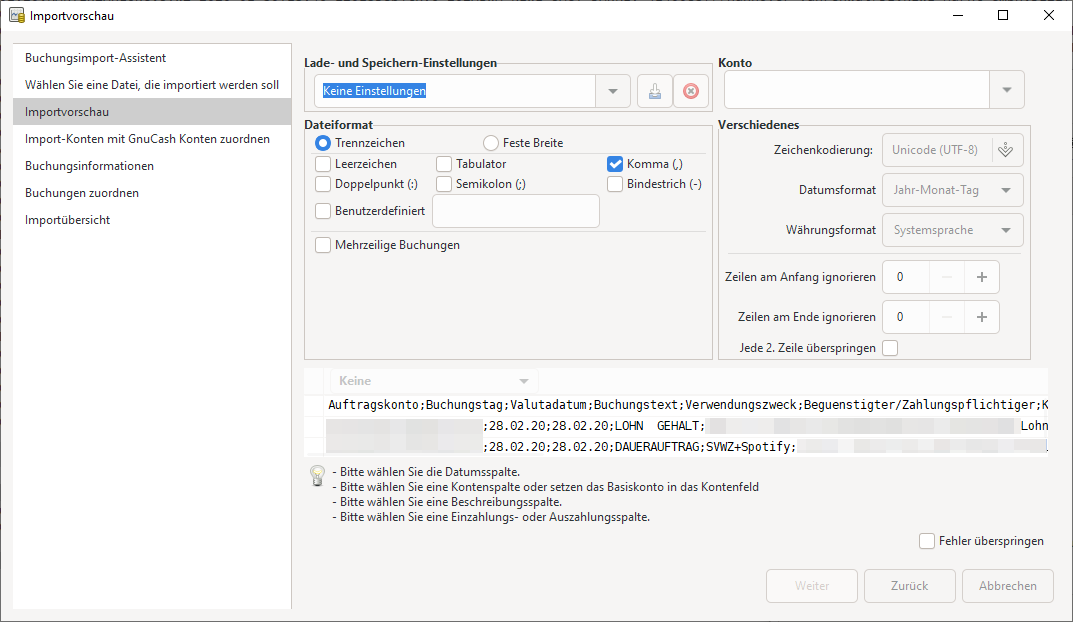 Importvorschau
Buchungsimport-Assistent
Wählen Sie eine Datei, die importiert werden soll
Importvorschau
Import-Konten mit GnuCash Konten zuordnen
Buchungsinformationen
Buchungen zuordnen
Importübersicht
Lade- und Speichern-Einstellungen
Keine Einstellungen
Konto
Dateiformat
Trennzeichen Feste Breite
Leerzeichen Tabulator Komma (,)
Doppelpunkt (:) Semikolon (;) Bindestrich (-)
Benutzerdefiniert
Mehrzeilige Buchungen
Verschiedenes
Zeichenkodierung: Unicode (UTF-8)
Datumsformat Jahr-Monat-Tag
Währungsformat Systemsprache
Zeilen am Anfang ignorieren 0 — +
Zeilen am Ende ignorieren 0 — +
Jede 2. Zeile überspringen
Keine
Auftragskonto;Buchungstag;Valutadatum;Buchungstext;Verwendungszweck;Beguenstigter/Zahlungspflichtiger;K
;28.02.20;28.02.20;LOHN GEHALT; Lohn
;28.02.20;28.02.20;DAUERAUFTRAG;SVWZ+Spotify;
- Bitte wählen Sie die Datumsspalte.
- Bitte wählen Sie eine Kontenspalte oder setzen das Basiskonto in das Kontenfeld
- Bitte wählen Sie eine Beschreibungsspalte.
- Bitte wählen Sie eine Einzahlungs- oder Auszahlungsspalte.
Fehler überspringen
Weiter Zurück Abbrechen